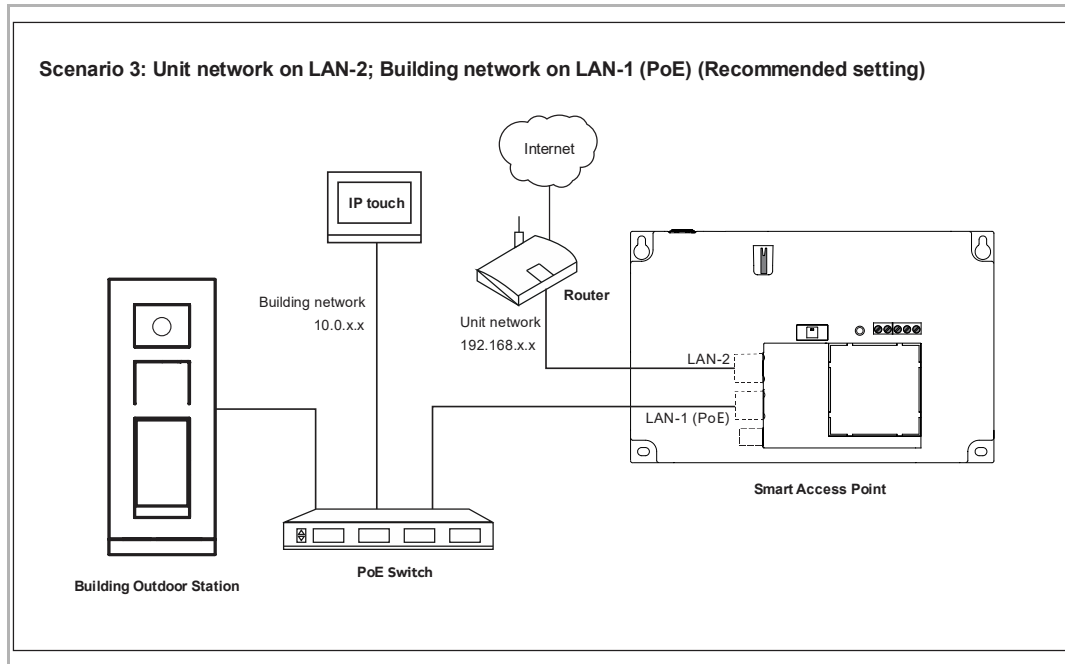 Scenario 3: Unit network on LAN-2; Building network on LAN-1 (PoE) (Recommended setting)
Internet
IP touch
Router
Building network
10.0.x.x
Unit network
192.168.x.x
LAN-2
LAN-1 (PoE)
Smart Access Point
PoE Switch
Building Outdoor Station